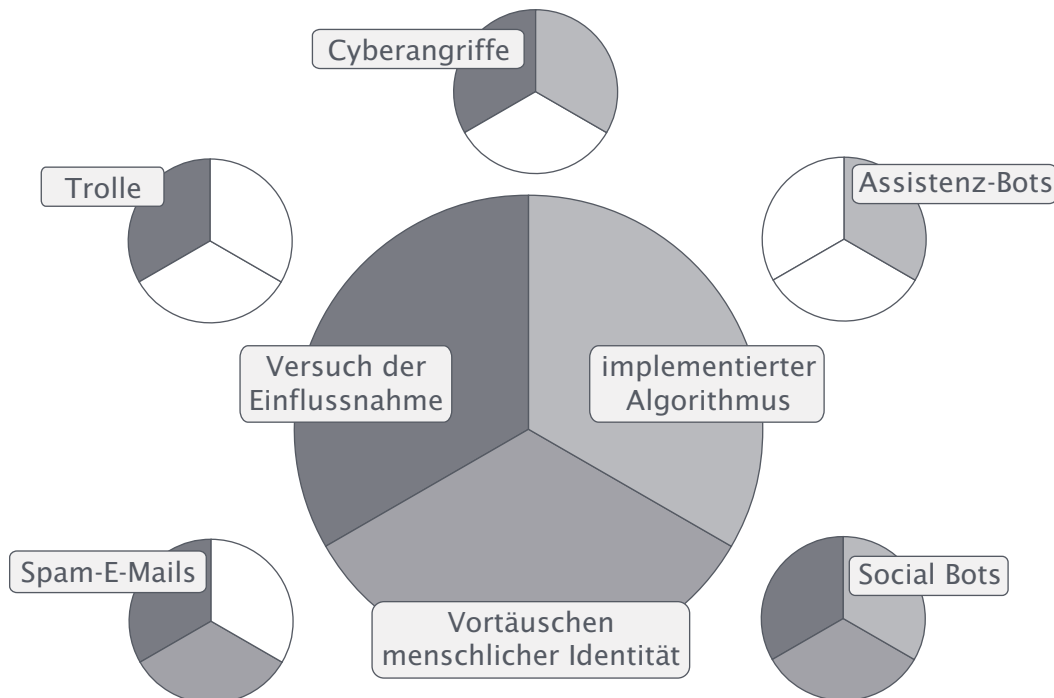 Cyberangriffe
Trolle
Assistenz-Bots
Versuch der
Einflussnahme
implementierter
Algorithmus
Spam-E-Mails
Social Bots
Vortäuschen
menschlicher Identität